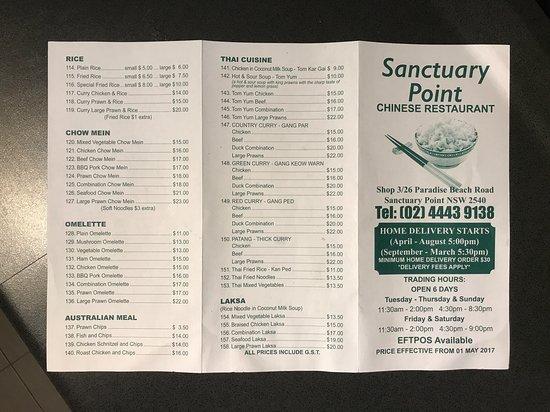 RICE
114. Plain Rice small $ 5.00 large $ 6.00
115. Fried Rice small $ 6.50 large $ 7.50
116. Special Fried Rice small $ 8.00 large $10.00
117. Curry Chicken & Rice $14.00
118. Curry Prawn & Rice $15.00
119. Curry Large Prawn & Rice $20.00
(Fried Rice $1 extra)
CHOW MEIN
120. Mixed Vegetable Chow Mein $15.00
121. Chicken Chow Mein $16.00
122. Beef Chow Mein $17.00
123. BBQ Pork Chow Mein $17.00
124. Prawn Chow Mein $18.00
125. Combination Chow Mein $18.00
126. Seafood Chow Mein $21.00
127. Large Prawn Chow Mein $23.00
(Soft Noodles $3 extra)
OMELETTE
128. Plain Omelette $11.00
129. Mushroom Omelette $13.00
130. Vegetable Omelette $13.00
131. Ham Omelette $15.00
132. Chicken Omelette $15.00
133. BBQ Pork Omelette $16.00
134. Combination Omelette $17.00
135. Prawn Omelette $17.00
136. Large Prawn Omelette $22.00
AUSTRALIAN MEAL
137. Prawn Chips $ 3.50
138. Fish and Chips $14.00
139. Chicken Schnitzel and Chips $14.00
140. Roast Chicken and Chips $16.00
THAI CUISINE
141. Chicken in Coconut Milk Soup - Tom Kar Gai $ 9.00
142. Hot & Sour Soup - Tom Yum $10.00
(a hot & sour soup with king prawns with the sharp taste of
pepper and lemon grass)
143. Tom Yum Chicken $15.00
144. Tom Yum Beef $16.00
145. Tom Yum Combination $17.00
146. Tom Yum Large Prawns $22.00
147. COUNTRY CURRY - GANG PAR
Chicken $15.00
Beef $16.00
Duck Combination $20.00
Large Prawns $22.00
148. GREEN CURRY - GANG KEOW WARN
Chicken $15.00
Beef $16.00
Duck Combination $20.00
Large Prawns $22.00
149. RED CURRY - GANG PED
Chicken $15.00
Beef $16.00
Duck Combination $20.00
Large Prawns $22.00
150. PATANG - THICK CURRY
Chicken $15.00
Beef $16.00
Large Prawns $22.00
151. Thai Fried Rice - Kan Ped $11.00
152. Thai Fried Noodles $13.50
153. Thai Mixed Vegetables $13.50
LAKSA
(Rice Noodle in Coconut Milk Soup)
154. Mixed Vegetable Laksa $13.50
155. Braised Chicken Laksa $15.00
156. Combination Laksa $17.00
157. Seafood Laksa $19.00
158. Large Prawn Laksa $20.00
ALL PRICES INCLUDE G.S.T.
Sanctuary
Point
CHINESE RESTAURANT
Shop 3/26 Paradise Beach Road
Sanctuary Point NSW 2540
Tel: (02) 4443 9138
HOME DELIVERY STARTS
(April - August 5:00pm)
(September - March 5:30pm)
MINIMUM HOME DELIVERY ORDER $30
*DELIVERY FEES APPLY*
TRADING HOURS:
OPEN 6 DAYS
Tuesday - Thursday & Sunday
11:30am - 2:00pm 4:30pm - 8:30pm
Friday & Saturday
11:30am - 2:00pm 4:30pm - 9:00pm
EFTPOS Available
PRICE EFFECTIVE FROM 01 MAY 2017